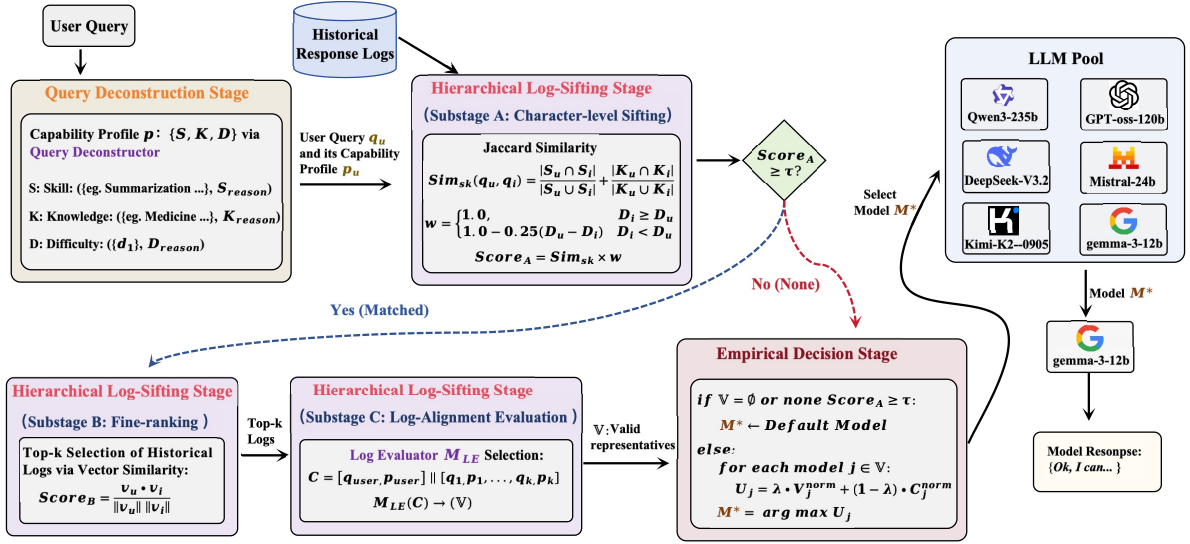 User Query
Query Deconstruction Stage
Capability Profile p: {S, K, D} via
Query Deconstructor
S: Skill: ({eg. Summarization ...}, S_reason)
K: Knowledge: ({eg. Medicine ...}, K_reason)
D: Difficulty: ({d_1}, D_reason)
User Query q_u
and its Capability
Profile p_u
Historical
Response Logs
Hierarchical Log-Sifting Stage
(Substage A: Character-level Sifting)
Jaccard Similarity
Sim_sk(q_u, q_i) = |S_u ∩ S_i| / |S_u ∪ S_i| + |K_u ∩ K_i| / |K_u ∪ K_i|
w = { 1.0, D_i ≥ D_u
1.0 − 0.25(D_u − D_i) D_i < D_u
Score_A = Sim_sk × w
Score_A
≥ τ?
Yes (Matched)
No (None)
Hierarchical Log-Sifting Stage
(Substage B: Fine-ranking )
Top-k Selection of Historical
Logs via Vector Similarity:
Score_B = v_u • v_i / ‖v_u‖ ‖v_i‖
Top-k
Logs
Hierarchical Log-Sifting Stage
(Substage C: Log-Alignment Evaluation )
Log Evaluator M_LE Selection:
C = [q_user, p_user] ‖ [q_1, p_1, . . . , q_k, p_k]
M_LE(C) → (𝕍)
𝕍: Valid
representatives
Empirical Decision Stage
if 𝕍 = ∅ or none Score_A ≥ τ:
M* ← Default Model
else:
for each model j ∈ 𝕍:
U_j = λ • V_j^norm + (1 − λ) • C_j^norm
M* = arg max U_j
Select
Model M*
LLM Pool
Qwen3-235b
GPT-oss-120b
DeepSeek-V3.2
Mistral-24b
Kimi-K2--0905
gemma-3-12b
Model M*
gemma-3-12b
Model Resonpse:
{Ok, I can... }